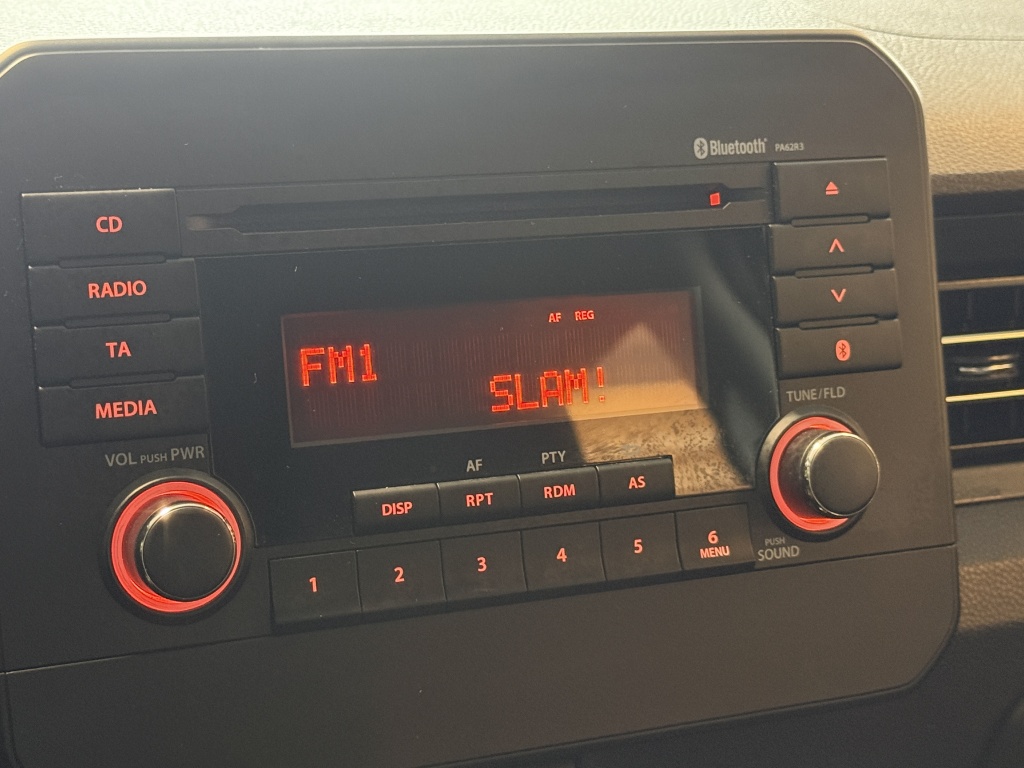 Bluetooth® PA62R3
CD
RADIO
TA
MEDIA
AF REG
FM1
SLAM!
TUNE/FLD
VOL PUSH PWR
AF PTY
DISP RPT RDM AS
1 2 3 4 5 6
MENU
PUSH
SOUND